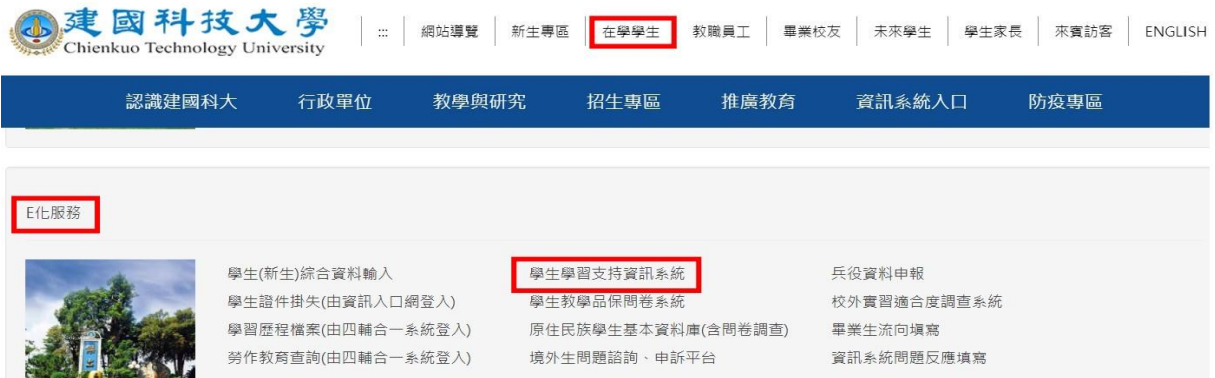 建國科技大學
Chienkuo Technology University
:::
網站導覽
新生專區
在學學生
教職員工
畢業校友
未來學生
學生家長
來賓訪客
ENGLISH
認識建國科大
行政單位
教學與研究
招生專區
推廣教育
資訊系統入口
防疫專區
E化服務
學生(新生)綜合資料輸入
學生學習支持資訊系統
兵役資料申報
學生證件掛失(由資訊入口網登入)
學生教學品保問卷系統
校外實習適合度調查系統
學習歷程檔案(由四輔合一系統登入)
原住民族學生基本資料庫(含問卷調查)
畢業生流向填寫
勞作教育查詢(由四輔合一系統登入)
境外生問題諮詢、申訴平台
資訊系統問題反應填寫